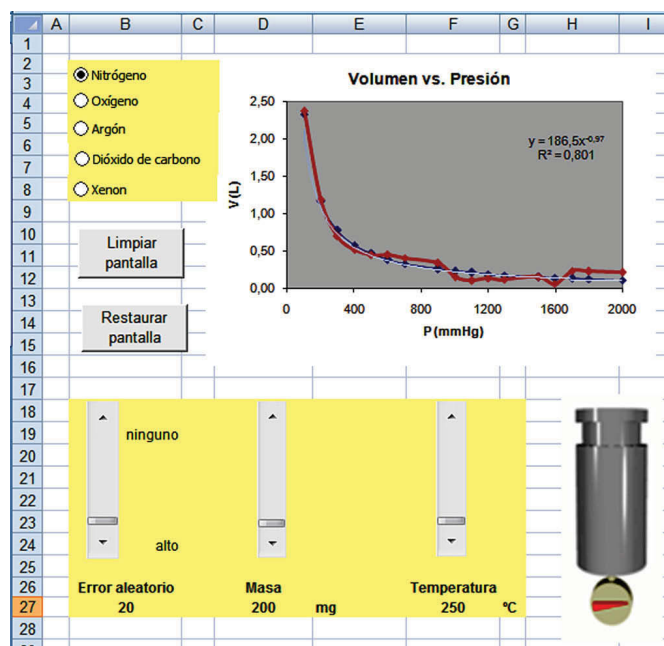 A B C D E F G H I
1
2
3
4
5
6
7
8
9
10
11
12
13
14
15
16
17
18
19
20
21
22
23
24
25
26
27
28
Nitrógeno
Oxígeno
Argón
Dióxido de carbono
Xenon
Limpiar
pantalla
Restaurar
pantalla
Volumen vs. Presión
2,50
2,00
1,50
1,00
0,50
0,00
V (L)
y = 186,5x^-0,97
R² = 0,801
0 400 800 1200 1600 2000
P (mmHg)
ninguno
alto
Error aleatorio Masa Temperatura
20 200 mg 250 °C